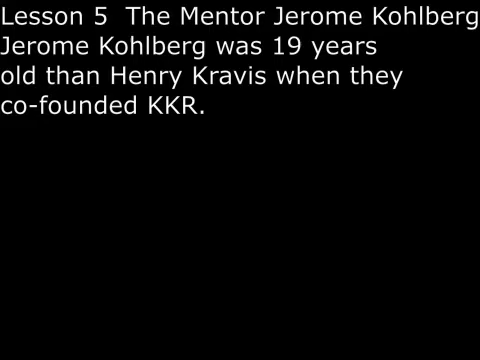 Lesson 5  The Mentor Jerome Kohlberg
Jerome Kohlberg was 19 years
old than Henry Kravis when they
co-founded KKR.